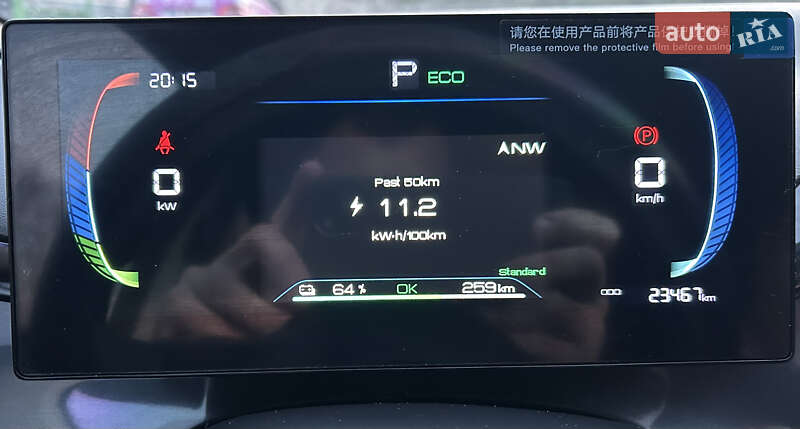 请您在使用产品前将产品
auto RIA .com
Please remove the protective film before using
20:15
P ECO
NW
0
kW
Past 50km
11.2
kW·h/100km
0
km/h
Standard
64% OK 259km
23467km